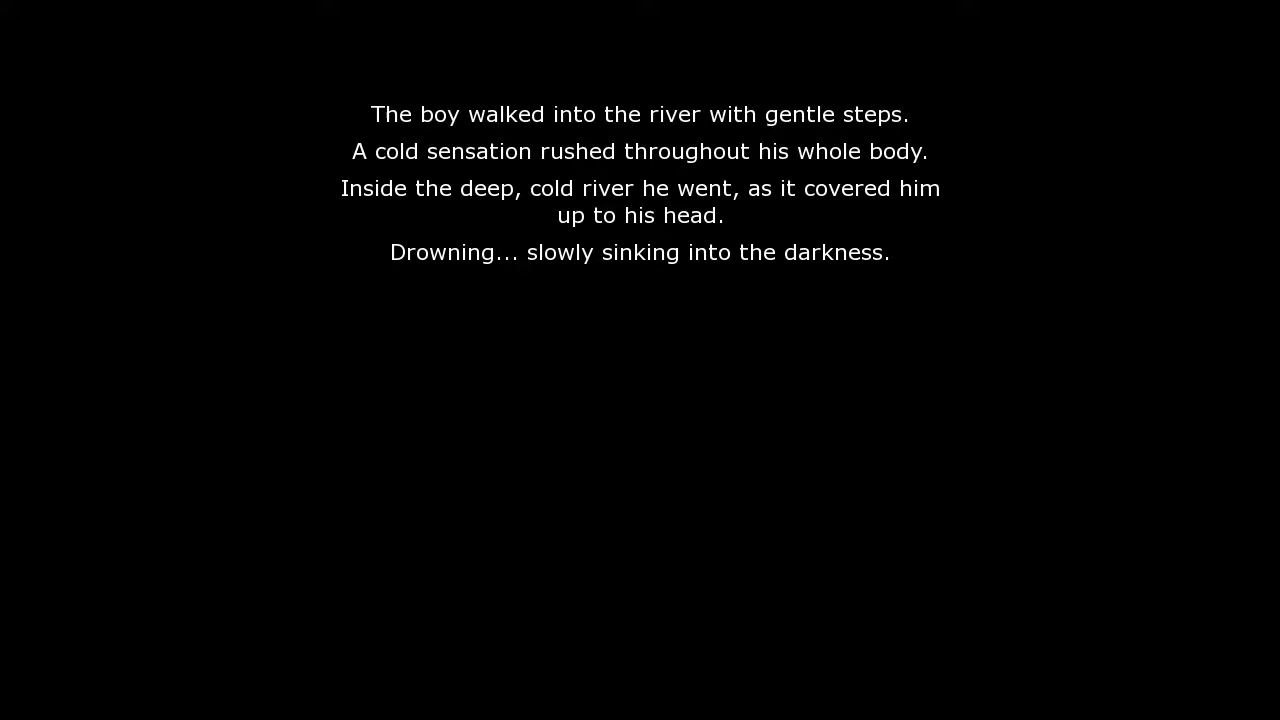 The boy walked into the river with gentle steps.
A cold sensation rushed throughout his whole body.
Inside the deep, cold river he went, as it covered him
up to his head.
Drowning... slowly sinking into the darkness.